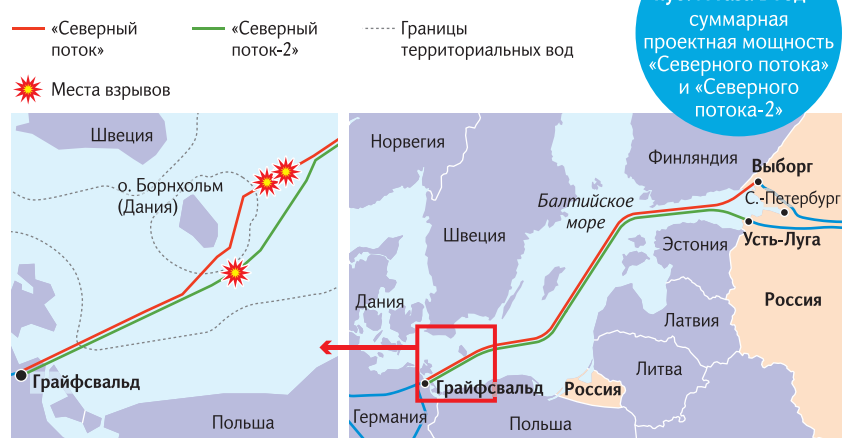 «Северный
поток»
«Северный
поток-2»
Границы
территориальных вод
Места взрывов
суммарная
проектная мощность
«Северного потока»
и «Северного
потока-2»
Швеция
о. Борнхольм
(Дания)
Грайфсвальд
Польша
Норвегия
Финляндия
Выборг
С.-Петербург
Балтийское
море
Швеция
Эстония
Усть-Луга
Дания
Россия
Латвия
Литва
Грайфсвальд
Россия
Германия
Польша